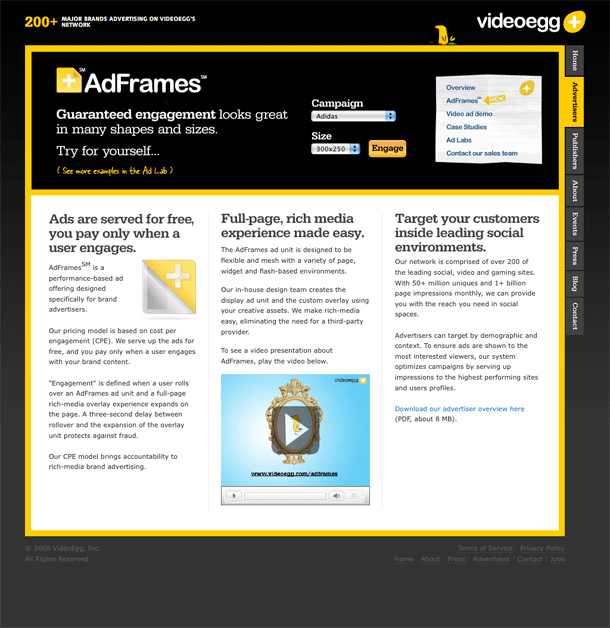 200+ MAJOR BRANDS ADVERTISING ON VIDEOEGG'S
NETWORK
videoegg
Home
Advertisers
Publishers
About
Events
Press
Blog
Contact
AdFrames SM
Guaranteed engagement looks great
in many shapes and sizes.
Try for yourself...
( See more examples in the Ad Lab )
Campaign
Adidas
Size
300x250
Engage
Overview
AdFrames SM NEW
Video ad demo
Case Studies
Ad Labs
Contact our sales team
Ads are served for free,
you pay only when a
user engages.
AdFrames SM is a
performance-based ad
offering designed
specifically for brand
advertisers.
Our pricing model is based on cost per
engagement (CPE). We serve up the ads for
free, and you pay only when a user engages
with your brand content.
"Engagement" is defined when a user rolls
over an AdFrames ad unit and a full-page
rich-media overlay experience expands on
the page. A three-second delay between
rollover and the expansion of the overlay
unit protects against fraud.
Our CPE model brings accountability to
rich-media brand advertising.
Full-page, rich media
experience made easy.
The AdFrames ad unit is designed to be
flexible and mesh with a variety of page,
widget and flash-based environments.
Our in-house design team creates the
display ad unit and the custom overlay using
your creative assets. We make rich-media
easy, eliminating the need for a third-party
provider.
To see a video presentation about
AdFrames, play the video below.
videoegg
www.videoegg.com/adframes
Target your customers
inside leading social
environments.
Our network is comprised of over 200 of
the leading social, video and gaming sites.
With 50+ million uniques and 1+ billion
page impressions monthly, we can provide
you with the reach you need in social
spaces.
Advertisers can target by demographic and
context. To ensure ads are shown to the
most interested viewers, our system
optimizes campaigns by serving up
impressions to the highest performing sites
and users profiles.
Download our advertiser overview here
(PDF, about 8 MB).
© 2008 VideoEgg, Inc.
All Rights Reserved
Terms of Service Privacy Policy
Home About Press Advertisers Contact Jobs